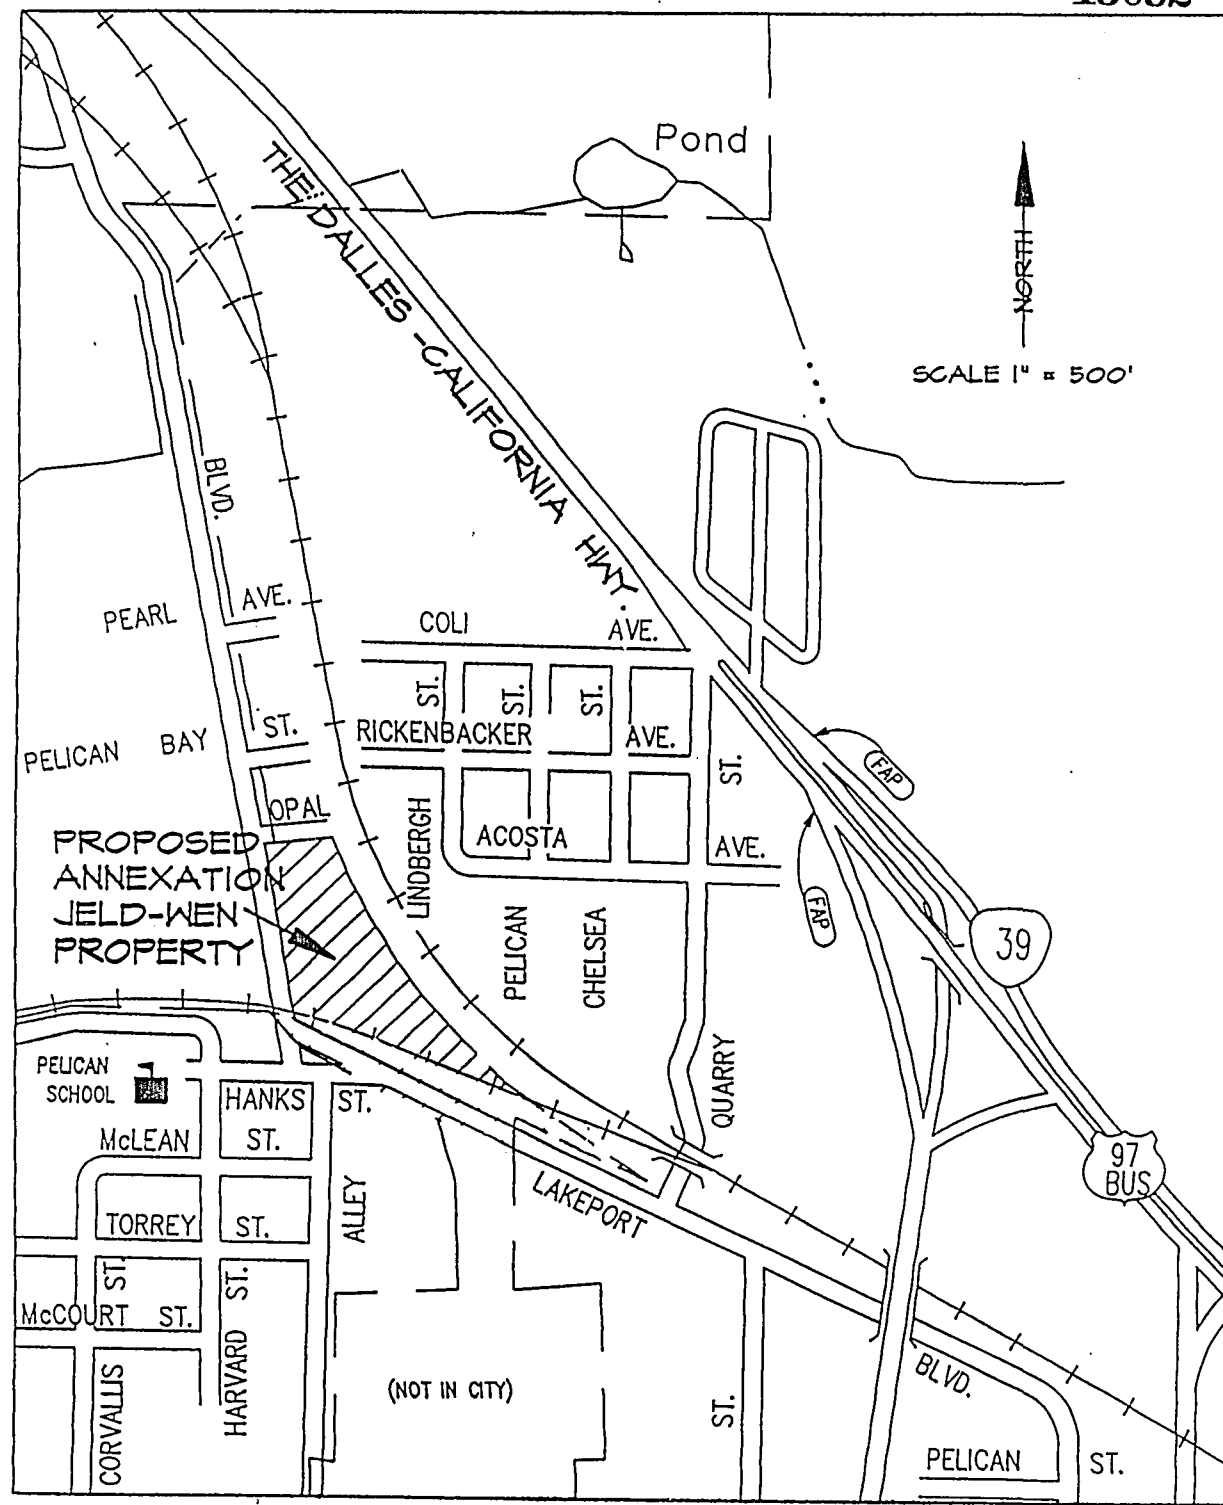 Pond
THE DALLES-CALIFORNIA HWY.
NORTH
SCALE 1" = 500'
BLVD.
PEARL AVE.
COLI AVE.
ST.
ST.
ST.
PELICAN BAY ST.
RICKENBACKER AVE.
ST.
FAP
OPAL
LINDBERGH
ACOSTA AVE.
PROPOSED
ANNEXATION
JELD-WEN
PROPERTY
FAP
PELICAN
CHELSEA
39
QUARRY
PELICAN
SCHOOL
HANKS ST.
McLEAN ST.
97
BUS
LAKEPORT
ALLEY
TORREY ST.
ST.
ST.
McCOURT ST.
HARVARD
CORVALLIS
(NOT IN CITY)
ST.
BLVD.
PELICAN ST.